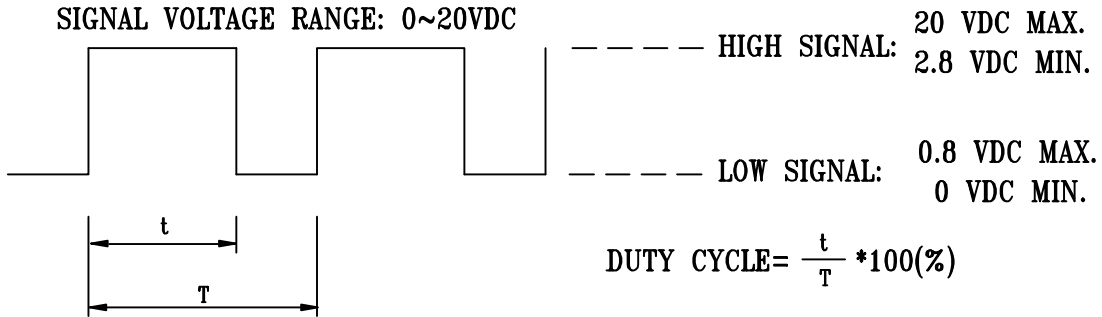 SIGNAL VOLTAGE RANGE: 0~20VDC
HIGH SIGNAL: 20 VDC MAX.
2.8 VDC MIN.
LOW SIGNAL: 0.8 VDC MAX.
0 VDC MIN.
t
T
DUTY CYCLE= t/T *100(%)